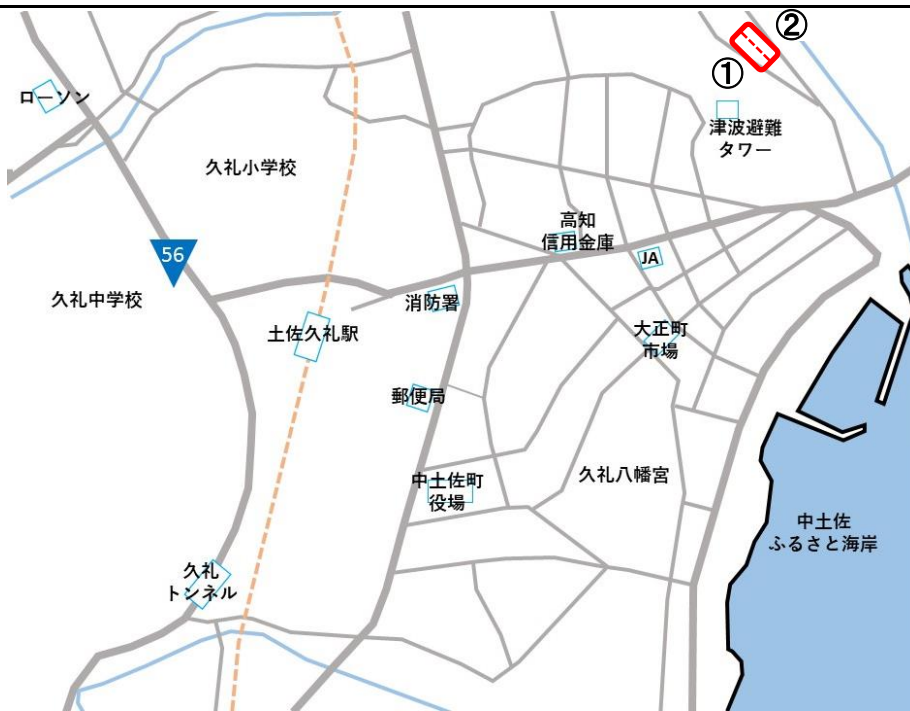 ②
①
ローソン
津波避難
タワー
久礼小学校
高知
信用金庫
56
JA
久礼中学校
消防署
土佐久礼駅
大正町
市場
郵便局
中土佐町
役場
久礼八幡宮
中土佐
ふるさと海岸
久礼
トンネル